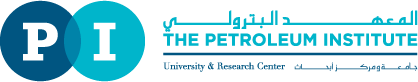 PI
المعهد البترولي
THE PETROLEUM INSTITUTE
University & Research Center جامعة ومركز أبحاث